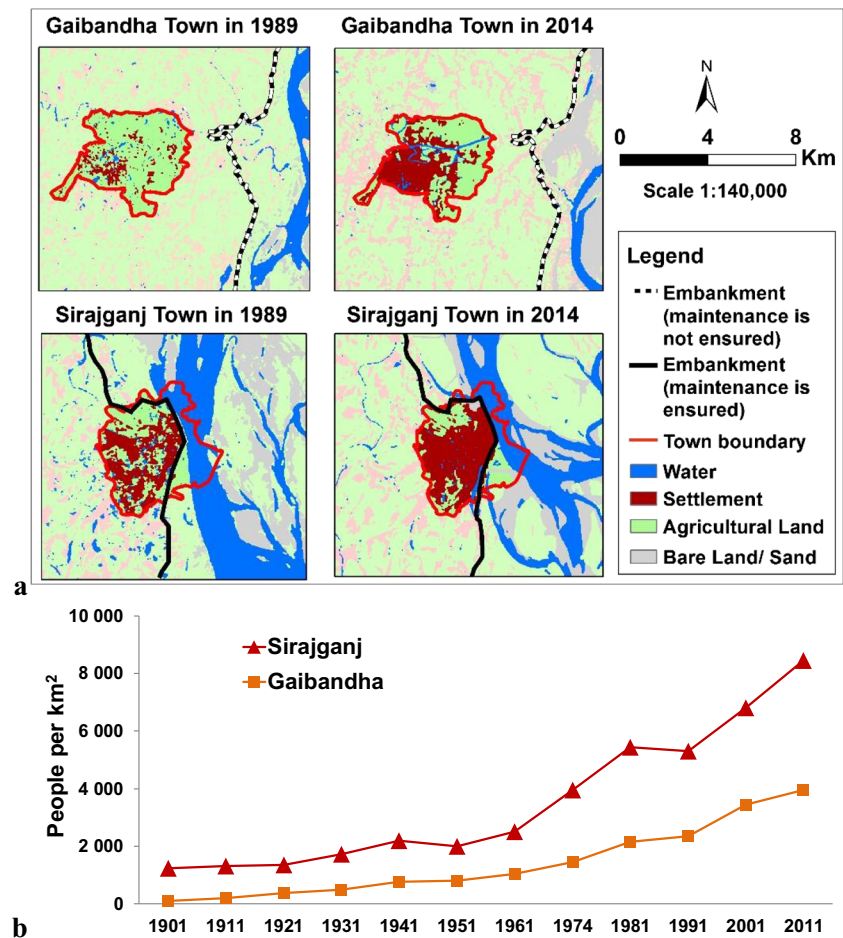 Gaibandha Town in 1989
Gaibandha Town in 2014
N
0 4 8
Km
Scale 1:140,000
Sirajganj Town in 1989
Sirajganj Town in 2014
Legend
Embankment
(maintenance is
not ensured)
Embankment
(maintenance is
ensured)
Town boundary
Water
Settlement
Agricultural Land
Bare Land/ Sand
a
10 000
8 000
6 000
4 000
2 000
0
People per km²
Sirajganj
Gaibandha
1901 1911 1921 1931 1941 1951 1961 1974 1981 1991 2001 2011
b